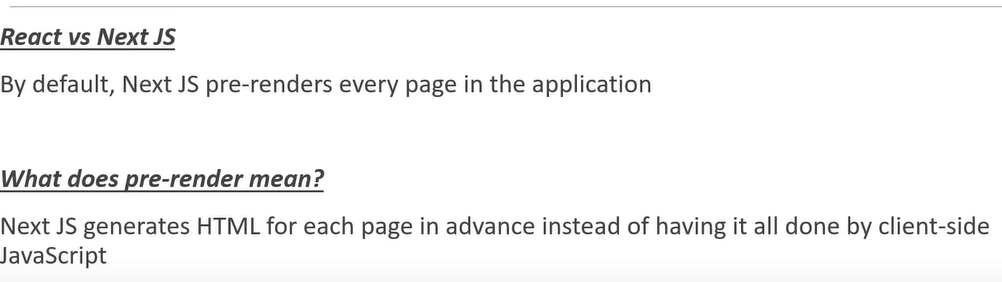 React vs Next JS
By default, Next JS pre-renders every page in the application
What does pre-render mean?
Next JS generates HTML for each page in advance instead of having it all done by client-side
JavaScript